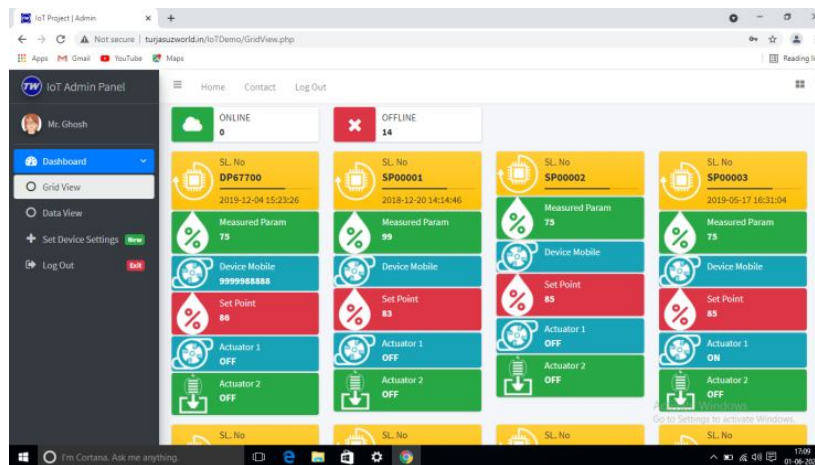 IoT Project | Admin
Not secure | turjasuzworld.in/IoTDemo/GridView.php
Apps Gmail YouTube Maps
Reading li
TW IoT Admin Panel
Home Contact Log Out
Mr. Ghosh
Dashboard
Grid View
Data View
Set Device Settings New
Log Out Exit
ONLINE
0
OFFLINE
14
SL. No
DP67700
2019-12-04 15:23:26
Measured Param
75
Device Mobile
9999988888
Set Point
86
Actuator 1
OFF
Actuator 2
OFF
SL. No
SP00001
2018-12-20 14:14:46
Measured Param
99
Device Mobile
Set Point
83
Actuator 1
OFF
Actuator 2
OFF
SL. No
SP00002
Measured Param
75
Device Mobile
Set Point
85
Actuator 1
OFF
Actuator 2
OFF
SL. No
SP00003
2019-05-17 16:31:04
Measured Param
75
Device Mobile
Set Point
85
Actuator 1
ON
Actuator 2
OFF
SL. No
SL. No
SL. No
SL. No
Windows
Go to Settings to activate Windows.
I'm Cortana. Ask me anything.
17:09
01-06-202